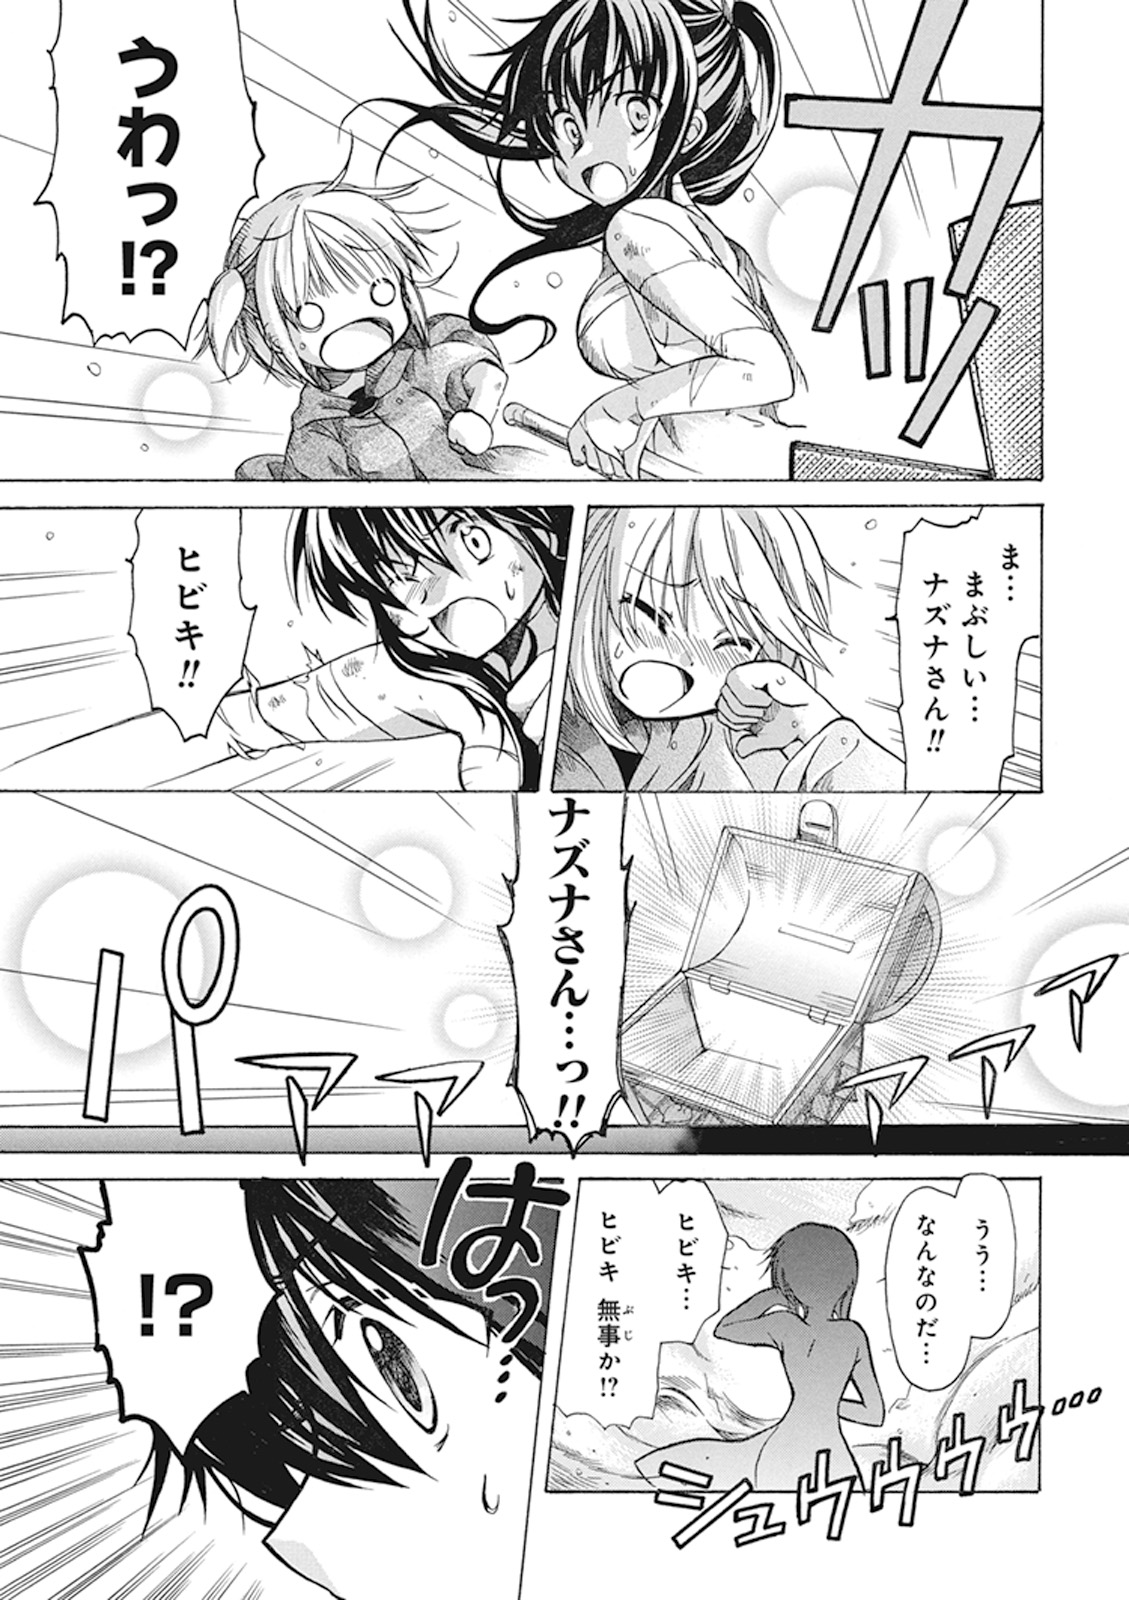 カッ
うわっ!?
ま…
まぶしい…
ナズナさん!!
ヒビキ!!
ナズナさん…っ!!
パァァァァァ
うう…
なんなのだ…
ヒビキ…
ヒビキ 無事か!?
ぶじ
シュウウウウ…
はっ…
!?